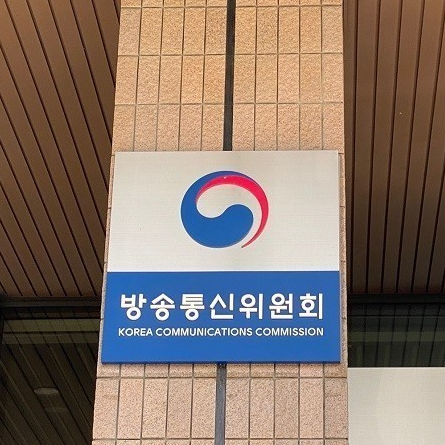 방송통신위원회
KOREA COMMUNICATIONS COMMISSION